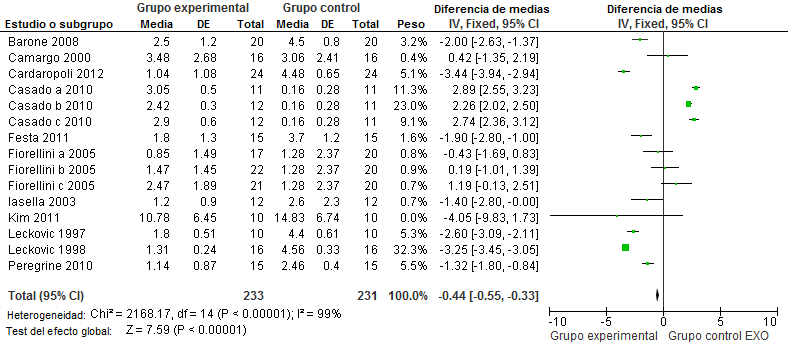 Grupo experimental Grupo control Diferencia de medias Diferencia de medias
Estudio o subgrupo Media DE Total Media DE Total Peso IV, Fixed, 95% CI IV, Fixed, 95% CI
Barone 2008 2.5 1.2 20 4.5 0.8 20 3.2% -2.00 [-2.63, -1.37]
Camargo 2000 3.48 2.68 16 3.06 2.41 16 0.4% 0.42 [-1.35, 2.19]
Cardaropoli 2012 1.04 1.08 24 4.48 0.65 24 5.1% -3.44 [-3.94, -2.94]
Casado a 2010 3.05 0.5 11 0.16 0.28 11 11.3% 2.89 [2.55, 3.23]
Casado b 2010 2.42 0.3 12 0.16 0.28 11 23.0% 2.26 [2.02, 2.50]
Casado c 2010 2.9 0.6 12 0.16 0.28 11 9% 2.74 [2.36, 3.12]
Festa 2011 1.8 1.3 15 3.7 1.2 15 1.6% -1.90 [-2.80, -1.00]
Fiorellini a 2005 0.85 1.49 17 1.28 2.37 20 0.8% -0.43 [-1.69, 0.83]
Fiorellini b 2005 1.47 1.45 22 1.28 2.37 20 0.9% 0.19 [-1.01, 1.39]
Fiorellini c 2005 2.47 1.89 21 1.28 2.37 20 0.7% 1.19 [-0.13, 2.51]
Iasella 2003 1.2 0.9 12 2.6 2.3 12 0.6% -1.40 [-2.80, -0.00]
Kim 2011 10.78 6.45 10 14.83 6.74 10 0.0% -4.05 [-9.83, 1.73]
Leckovic 1997 1.8 0.51 10 4.4 0.61 10 5.0% -2.60 [-3.09, -2.11]
Leckovic 1998 1.31 0.24 16 4.56 0.33 16 32.3% -3.25 [-3.45, -3.05]
Peregrine 2010 1.14 0.87 15 2.46 0.4 15 5.5% -1.32 [-1.80, -0.84]
Total (95% CI) 233 231 100.0% -0.44 [-0.55, -0.33]
Heterogeneidad: Chi² = 2168.17, df = 14 (P < 0.00001); I² = 99%
Test del efecto global: Z = 7.59 (P < 0.00001)
-10 -5 0 5 10
Grupo experimental Grupo control EXO